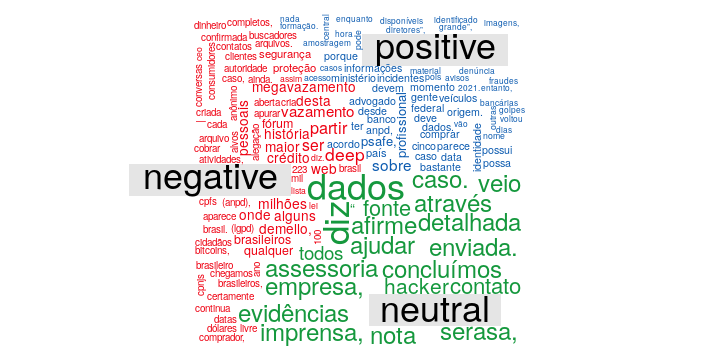 nada central enquanto disponíveis identificado
dinheiro completos, formação. diretores", grande", imagens,
confirmada buscadores hora pode
contatos arquivos. amostragem positive
ceo consumidores clientes segurança porque
conversas autoridade proteção casos informações material denúncia
caso, ainda. assim acesso ministério incidentes pois avisos fraudes
anônimo megavazamento devem momento 2021. entanto,
aberta cria desta advogado profissional gente veículos bancárias
criada pessoais apurar vazamento desde federal origem. outras golpes
— cada fórum partir ter banco deve voltou
alvos alegação história anpd, dados. vão dias
arquivo maior ser acordo psafe, comprar identidade nome
cobrar deep país cinco parece possui
atividades. crédito diz. sobre caso data possa
223 web brasil bastante
negative mil
lista dados caso. veio
cpfs (anpd), milhões lei “ fonte através
aparece onde alguns diz detalhada
brasil. (lgpd) demello, afirme
cidadãos brasileiros 100 ajudar enviada.
bitcoins, qualquer todos
brasileiro ano assessoria concluímos
cpnjs chegamos
brasileiros, empresa, hacker contato
certamente neutral
continua evidências
datas
dólares livre imprensa, nota serasa,
comprador,